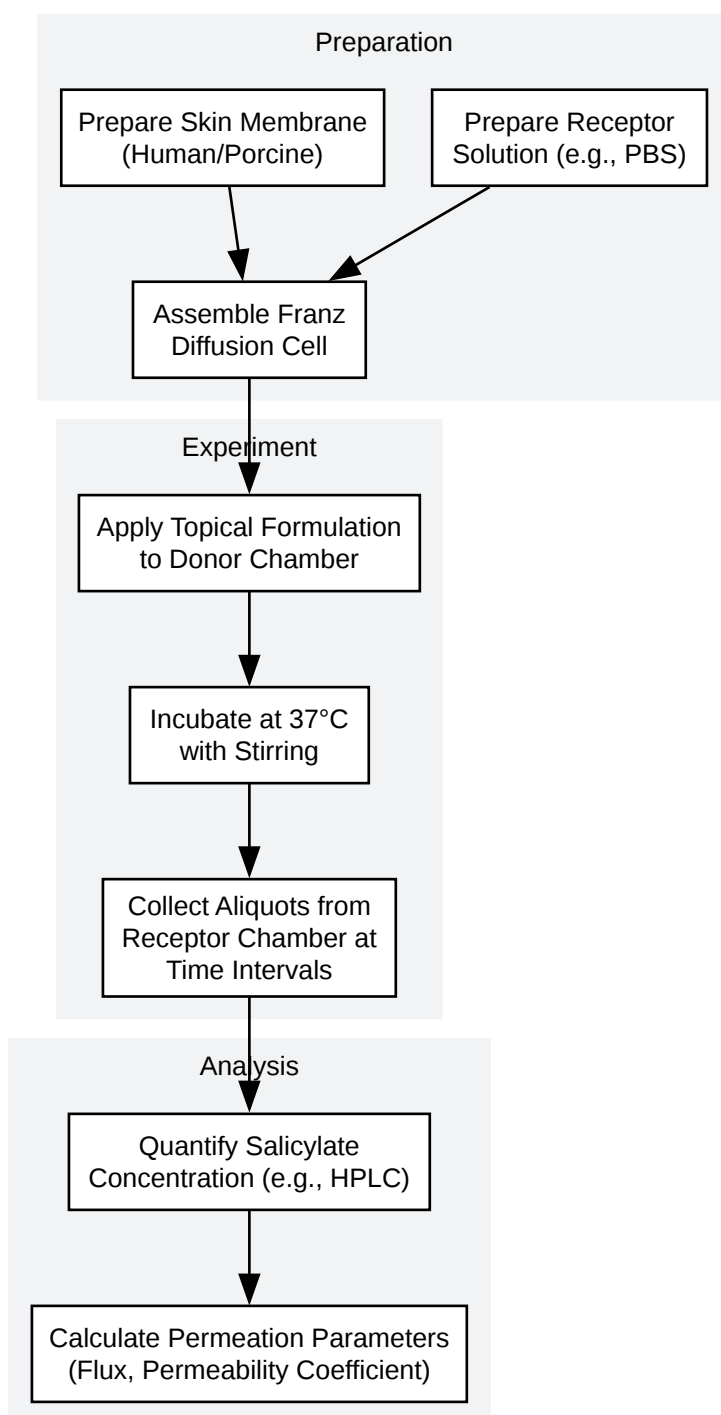 Preparation
Prepare Skin Membrane
(Human/Porcine)
Prepare Receptor
Solution (e.g., PBS)
Assemble Franz
Diffusion Cell
Experiment
Apply Topical Formulation
to Donor Chamber
Incubate at 37°C
with Stirring
Collect Aliquots from
Receptor Chamber at
Time Intervals
Analysis
Quantify Salicylate
Concentration (e.g., HPLC)
Calculate Permeation Parameters
(Flux, Permeability Coefficient)